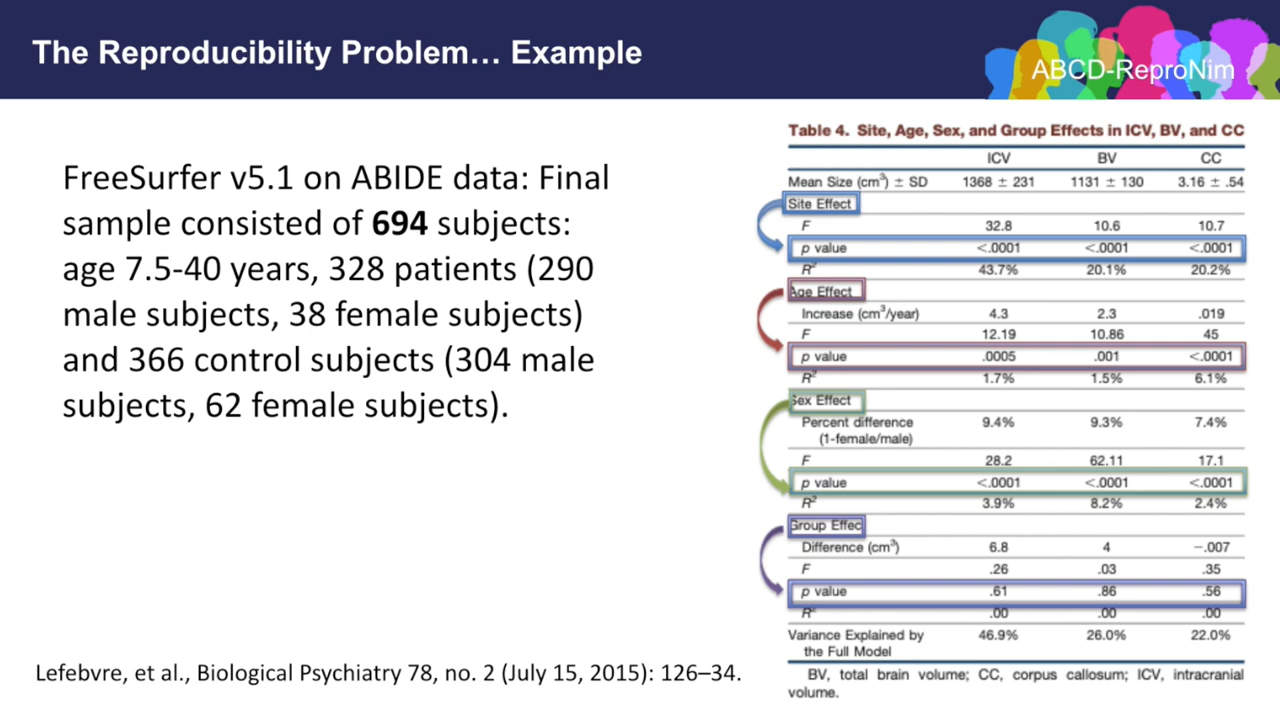 The Reproducibility Problem… Example
ABCD-ReproNim
FreeSurfer v5.1 on ABIDE data: Final
sample consisted of 694 subjects:
age 7.5-40 years, 328 patients (290
male subjects, 38 female subjects)
and 366 control subjects (304 male
subjects, 62 female subjects).
Lefebvre, et al., Biological Psychiatry 78, no. 2 (July 15, 2015): 126–34.
Table 4. Site, Age, Sex, and Group Effects in ICV, BV, and CC
ICV BV CC
Mean Size (cm³) ± SD 1368 ± 231 1131 ± 130 3.16 ± .54
Site Effect
F 32.8 10.6 10.7
p value <.0001 <.0001 <.0001
R² 43.7% 20.1% 20.2%
Age Effect
Increase (cm³/year) 4.3 2.3 .019
F 12.19 10.86 45
p value .0005 .001 <.0001
R² 1.7% 1.5% 6.1%
Sex Effect
Percent difference 9.4% 9.3% 7.4%
(1-female/male)
F 28.2 62.11 17.1
p value <.0001 <.0001 <.0001
R² 3.9% 8.2% 2.4%
Group Effec
Difference (cm³) 6.8 4 −.007
F .26 .03 .35
p value .61 .86 .56
R² .00 .00 .00
Variance Explained by 46.9% 26.0% 22.0%
the Full Model
BV, total brain volume; CC, corpus callosum; ICV, intracranial
volume.